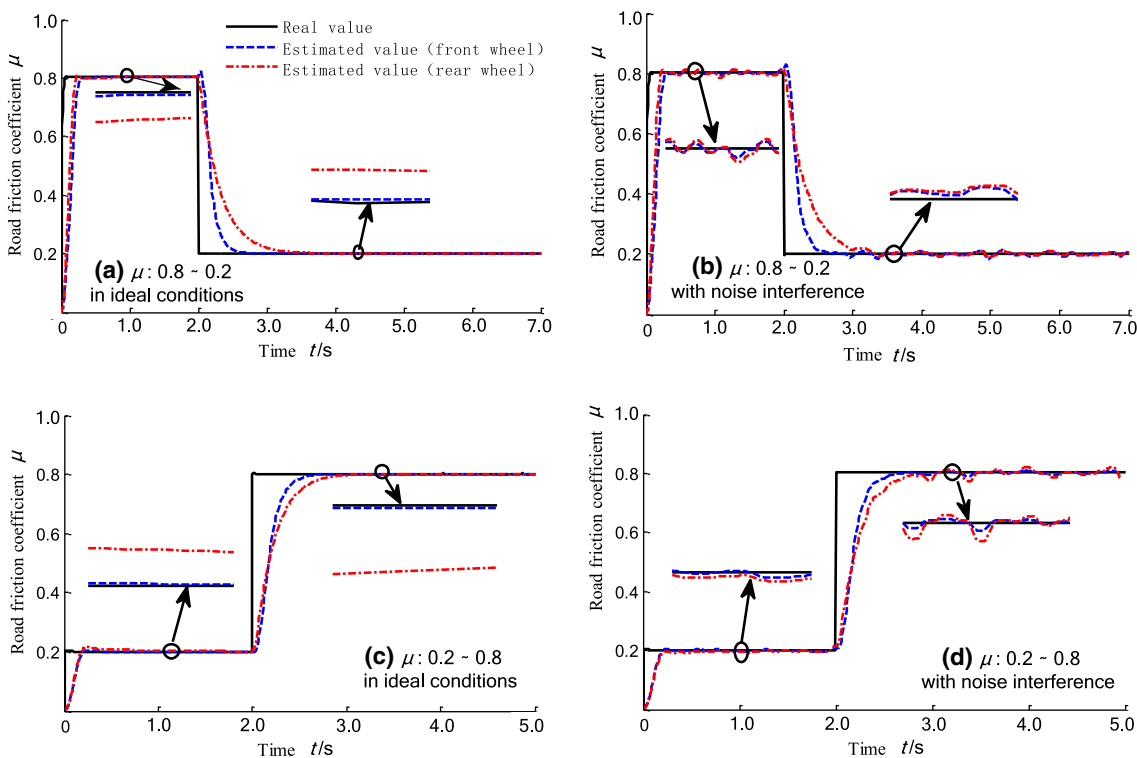 Road friction coefficient μ
1.0
0.8
0.6
0.4
0.2
0
1.0
2.0
3.0
4.0
5.0
6.0
7.0
Time t/s
Real value
Estimated value (front wheel)
Estimated value (rear wheel)
(a) μ: 0.8 ~ 0.2
in ideal conditions
Road friction coefficient μ
1.0
0.8
0.6
0.4
0.2
0
1.0
2.0
3.0
4.0
5.0
6.0
7.0
Time t/s
(b) μ: 0.8 ~ 0.2
with noise interference
Road friction coefficient μ
1.0
0.8
0.6
0.4
0.2
0
1.0
2.0
3.0
4.0
5.0
Time t/s
(c) μ: 0.2 ~ 0.8
in ideal conditions
Road friction coefficient μ
1.0
0.8
0.6
0.4
0.2
0
1.0
2.0
3.0
4.0
5.0
Time t/s
(d) μ: 0.2 ~ 0.8
with noise interference